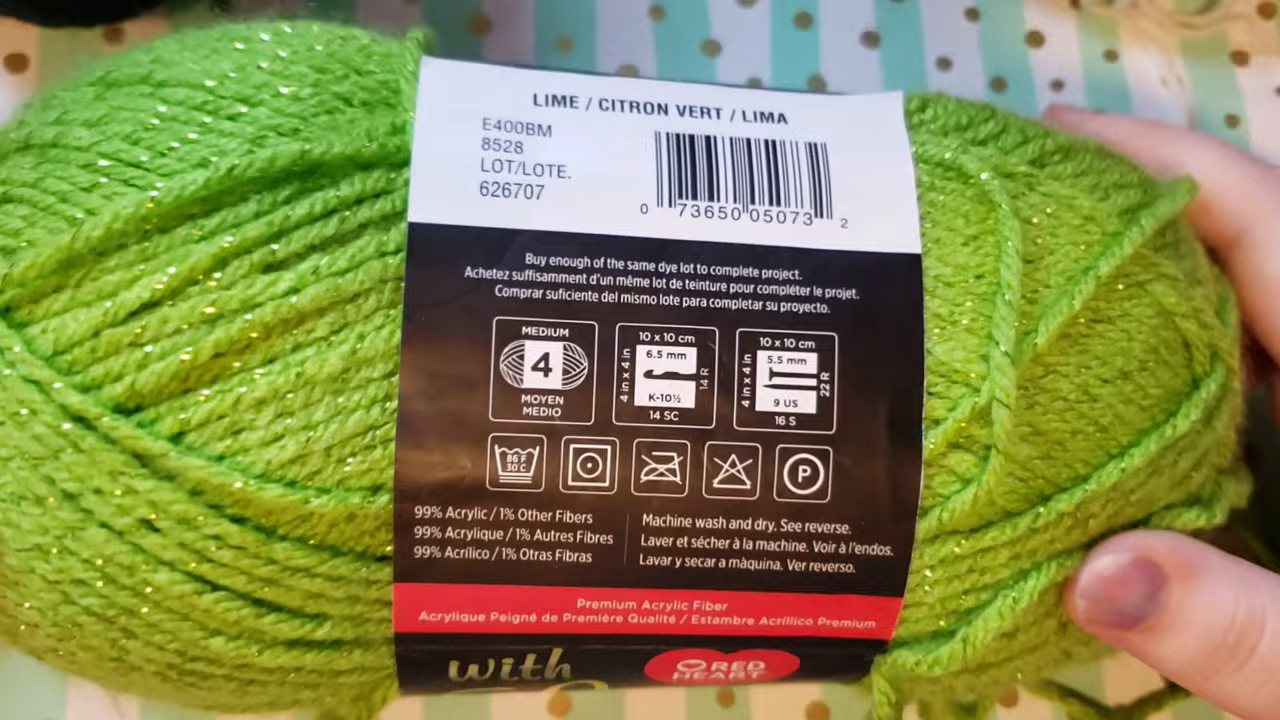 LIME / CITRON VERT / LIMA
E400BM
8528
LOT/LOTE.
626707
0 73650 05073 2
Buy enough of the same dye lot to complete project.
Achetez suffisamment d'un même lot de teinture pour compléter le projet.
Comprar suficiente del mismo lote para completar su proyecto.
MEDIUM
4
MOYEN
MEDIO
10 x 10 cm
4 in x 4 in
6.5 mm
14 R
K-10½
14 SC
10 x 10 cm
4 in x 4 in
5.5 mm
22 R
9 US
16 S
86 F
30 C
P
99% Acrylic / 1% Other Fibers
99% Acrylique / 1% Autres Fibres
99% Acrílico / 1% Otras Fibras
Machine wash and dry. See reverse.
Laver et sécher à la machine. Voir à l'endos.
Lavar y secar a màquina. Ver reverso.
Premium Acrylic Fiber
Acrylique Peigné de Première Qualité / Estambre Acríllico Premium
with
RED
HEART